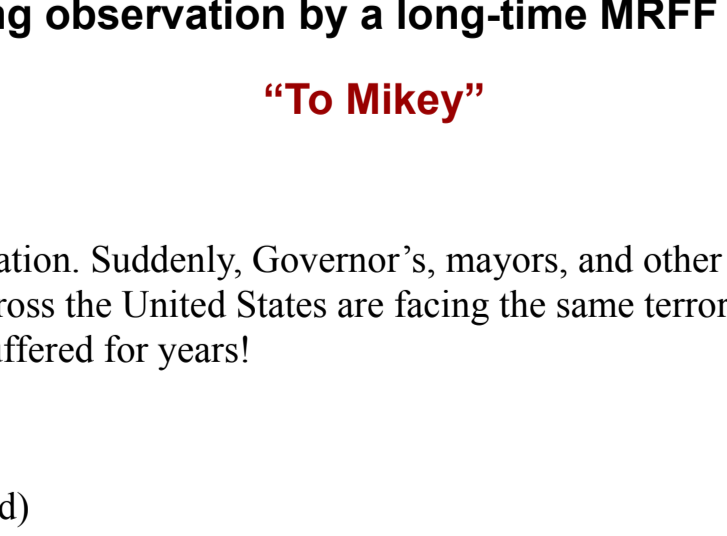 ng observation by a long-time MRFF
“To Mikey”
ation. Suddenly, Governor’s, mayors, and other
ross the United States are facing the same terror
uffered for years!
d)